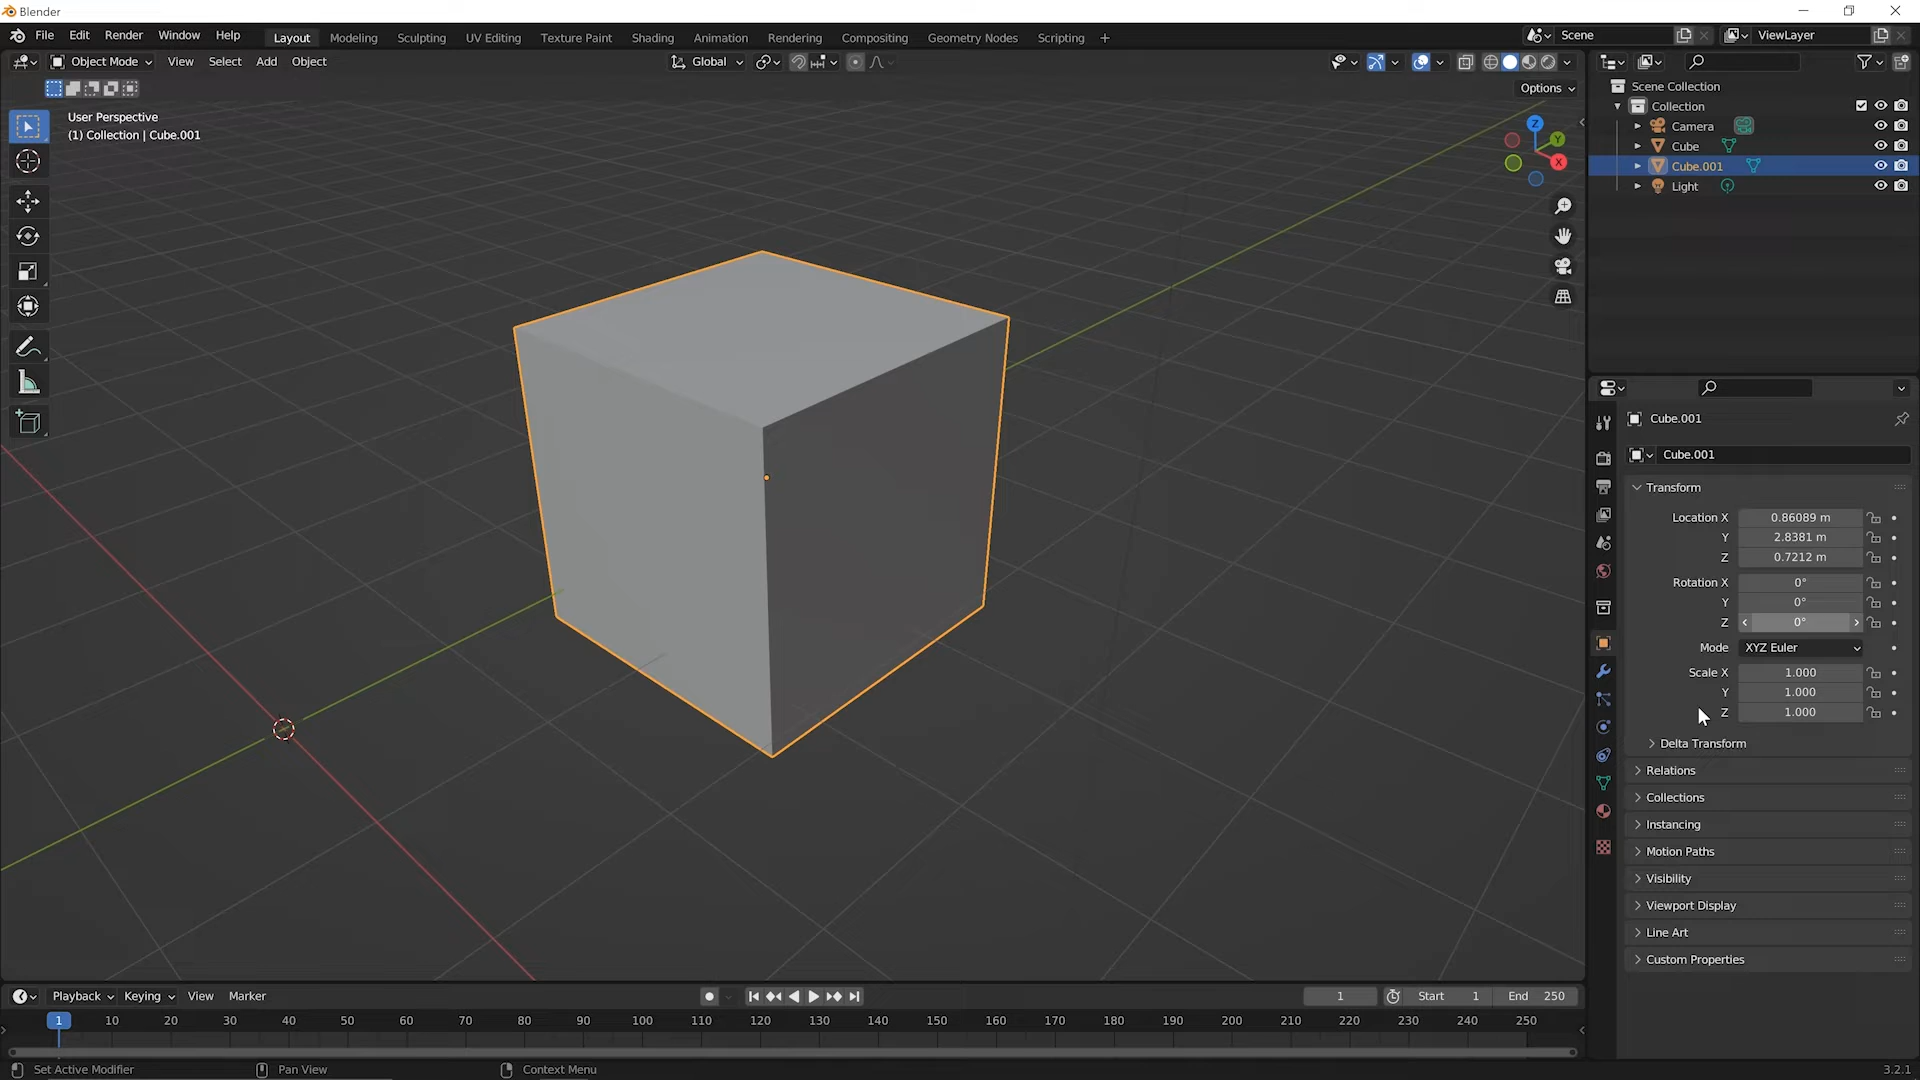 Blender
File Edit Render Window Help Layout Modeling Sculpting UV Editing Texture Paint Shading Animation Rendering Compositing Geometry Nodes Scripting + Scene ViewLayer
Object Mode View Select Add Object Global
Options
User Perspective
(1) Collection | Cube.001
Z
Y
X
Scene Collection
Collection
Camera
Cube
Cube.001
Light
Cube.001
Cube.001
Transform
Location X 0.86089 m
Y 2.8381 m
Z 0.7212 m
Rotation X 0°
Y 0°
Z 0°
Mode XYZ Euler
Scale X 1.000
Y 1.000
Z 1.000
Delta Transform
Relations
Collections
Instancing
Motion Paths
Visibility
Viewport Display
Line Art
Custom Properties
Playback Keying View Marker 1 Start 1 End 250
1 10 20 30 40 50 60 70 80 90 100 110 120 130 140 150 160 170 180 190 200 210 220 230 240 250
Set Active Modifier Pan View Context Menu 3.2.1